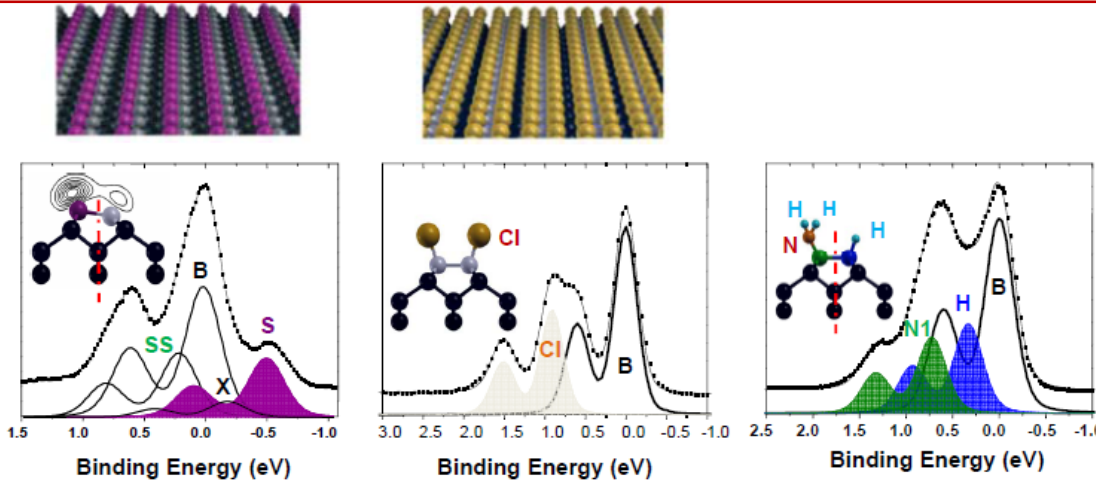 B
SS
S
X
1.5 1.0 0.5 0.0 -0.5 -1.0
Binding Energy (eV)
Cl
Cl
B
3.0 2.5 2.0 1.5 1.0 0.5 0.0 -0.5 -1.0
Binding Energy (eV)
H H
H
N
B
H
N1
2.5 2.0 1.5 1.0 0.5 0.0 -0.5 -1.0
Binding Energy (eV)